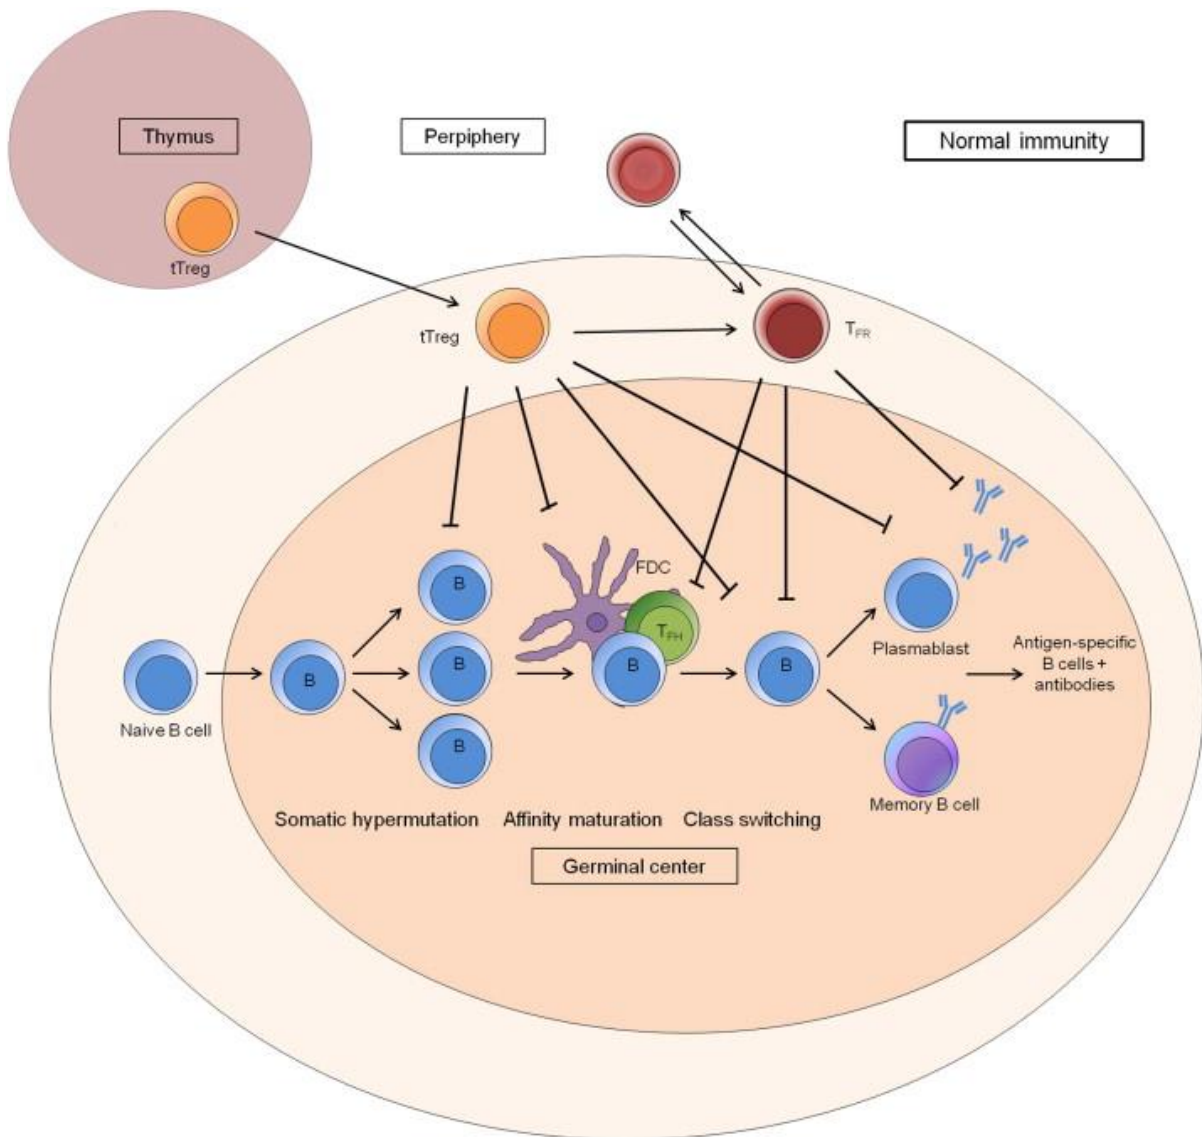 Thymus
Perpiphery
Normal immunity
tTreg
tTreg
TFR
FDC
B
TFH
B
B
B
B
B
Plasmablast
Antigen-specific
B cells +
antibodies
Naive B cell
B
Memory B cell
Somatic hypermutation
Affinity maturation
Class switching
Germinal center